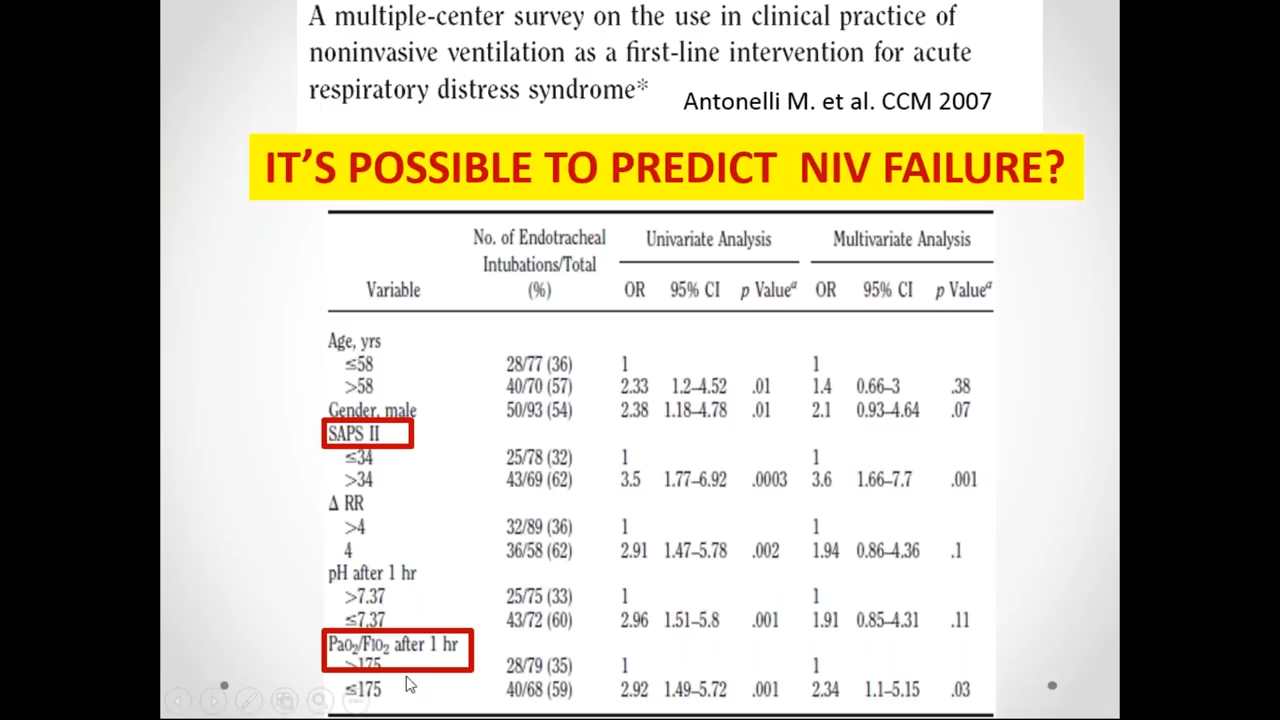 A multiple-center survey on the use in clinical practice of
noninvasive ventilation as a first-line intervention for acute
respiratory distress syndrome*
Antonelli M. et al. CCM 2007
IT’S POSSIBLE TO PREDICT NIV FAILURE?
No. of Endotracheal Univariate Analysis Multivariate Analysis
Intubations/Total
Variable (%) OR 95% CI p Valueᵃ OR 95% CI p Valueᵃ
Age, yrs
≤58 28/77 (36) 1 1
>58 40/70 (57) 2.33 1.2–4.52 .01 1.4 0.66–3 .38
Gender, male 50/93 (54) 2.38 1.18–4.78 .01 2.1 0.93–4.64 .07
SAPS II
≤34 25/78 (32) 1 1
>34 43/69 (62) 3.5 1.77–6.92 .0003 3.6 1.66–7.7 .001
Δ RR
>4 32/89 (36) 1 1
4 36/58 (62) 2.91 1.47–5.78 .002 1.94 0.86–4.36 .1
pH after 1 hr
>7.37 25/75 (33) 1 1
≤7.37 43/72 (60) 2.96 1.51–5.8 .001 1.91 0.85–4.31 .11
PaO₂/FIO₂ after 1 hr
>175 28/79 (35) 1 1
≤175 40/68 (59) 2.92 1.49–5.72 .001 2.34 1.1–5.15 .03